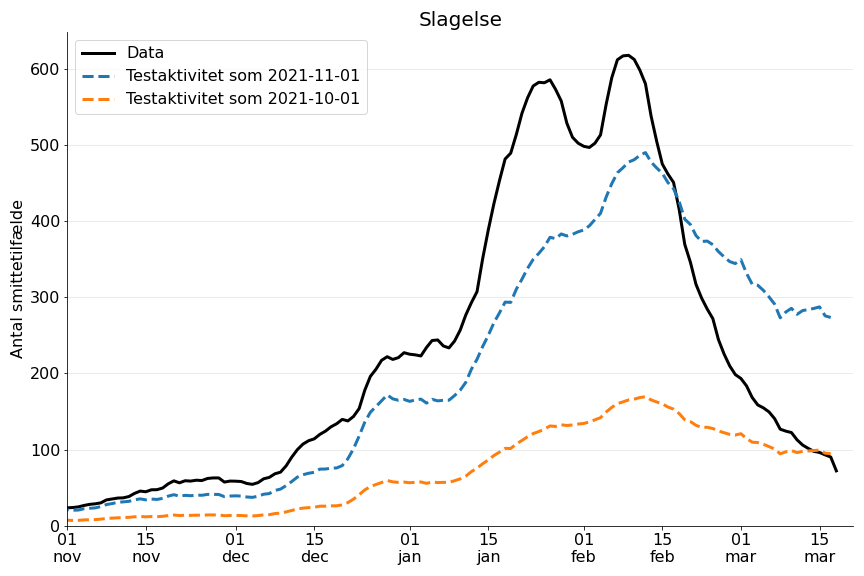 Slagelse
Data
Testaktivitet som 2021-11-01
Testaktivitet som 2021-10-01
Antal smittetilfælde
600
500
400
300
200
100
0
01 15 01 15 01 15 01 15 01 15
nov nov dec dec jan jan feb feb mar mar